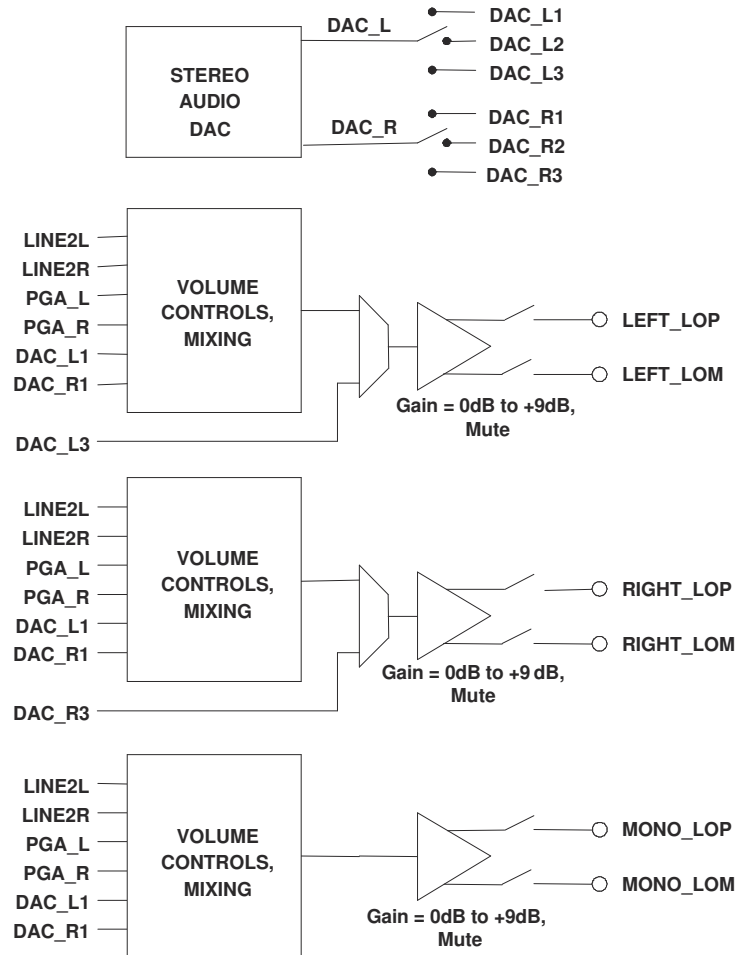 DAC_L
DAC_L1
DAC_L2
DAC_L3
STEREO
AUDIO
DAC
DAC_R
DAC_R1
DAC_R2
DAC_R3
LINE2L
LINE2R
PGA_L
PGA_R
DAC_L1
DAC_R1
VOLUME
CONTROLS,
MIXING
LEFT_LOP
LEFT_LOM
Gain = 0dB to +9dB,
Mute
DAC_L3
LINE2L
LINE2R
PGA_L
PGA_R
DAC_L1
DAC_R1
VOLUME
CONTROLS,
MIXING
RIGHT_LOP
RIGHT_LOM
Gain = 0dB to +9 dB,
Mute
DAC_R3
LINE2L
LINE2R
PGA_L
PGA_R
DAC_L1
DAC_R1
VOLUME
CONTROLS,
MIXING
MONO_LOP
MONO_LOM
Gain = 0dB to +9dB,
Mute